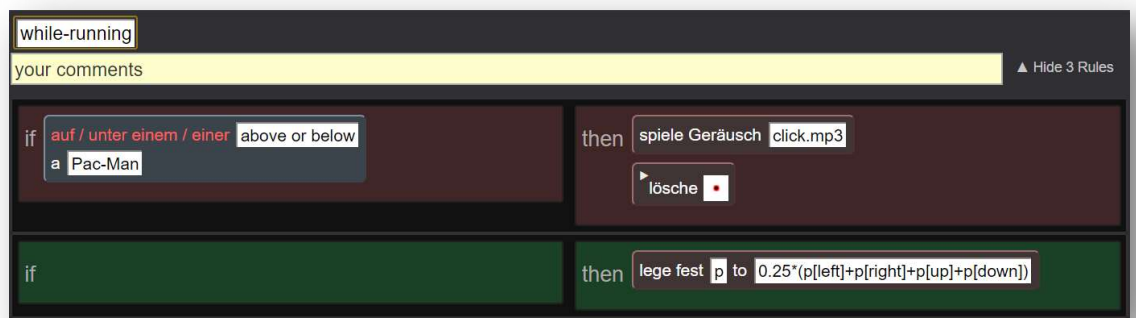 while-running
your comments ▲ Hide 3 Rules
if auf / unter einem / einer above or below then spiele Geräusch click.mp3
a Pac-Man
lösche
if then lege fest p to 0.25*(p[left]+p[right]+p[up]+p[down])